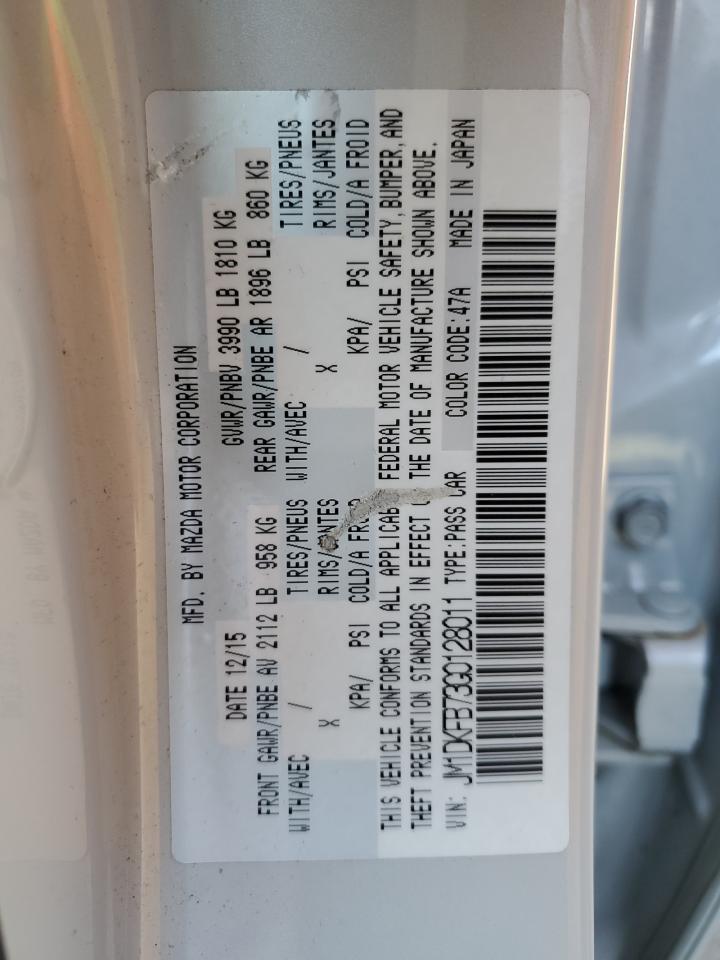 MFD. BY MAZDA MOTOR CORPORATION
DATE 12/15 GVWR/PNBV 3990 LB 1810 KG
FRONT GAWR/PNBE AV 2112 LB 958 KG REAR GAWR/PNBE AR 1896 LB 860 KG
WITH/AVEC / TIRES/PNEUS WITH/AVEC / TIRES/PNEUS
X RIMS/JANTES X RIMS/JANTES
KPA/ PSI COLD/A KPA/ PSI COLD/A FROID
THIS VEHICLE CONFORMS TO ALL FEDERAL MOTOR VEHICLE SAFETY, BUMPER, AND
THEFT PREVENTION STANDARDS IN EFFECT THE DATE OF MANUFACTURE SHOWN ABOVE.
VIN: JM1DKFB73G0128011 TYPE:PASS CAR COLOR CODE:47A MADE IN JAPAN